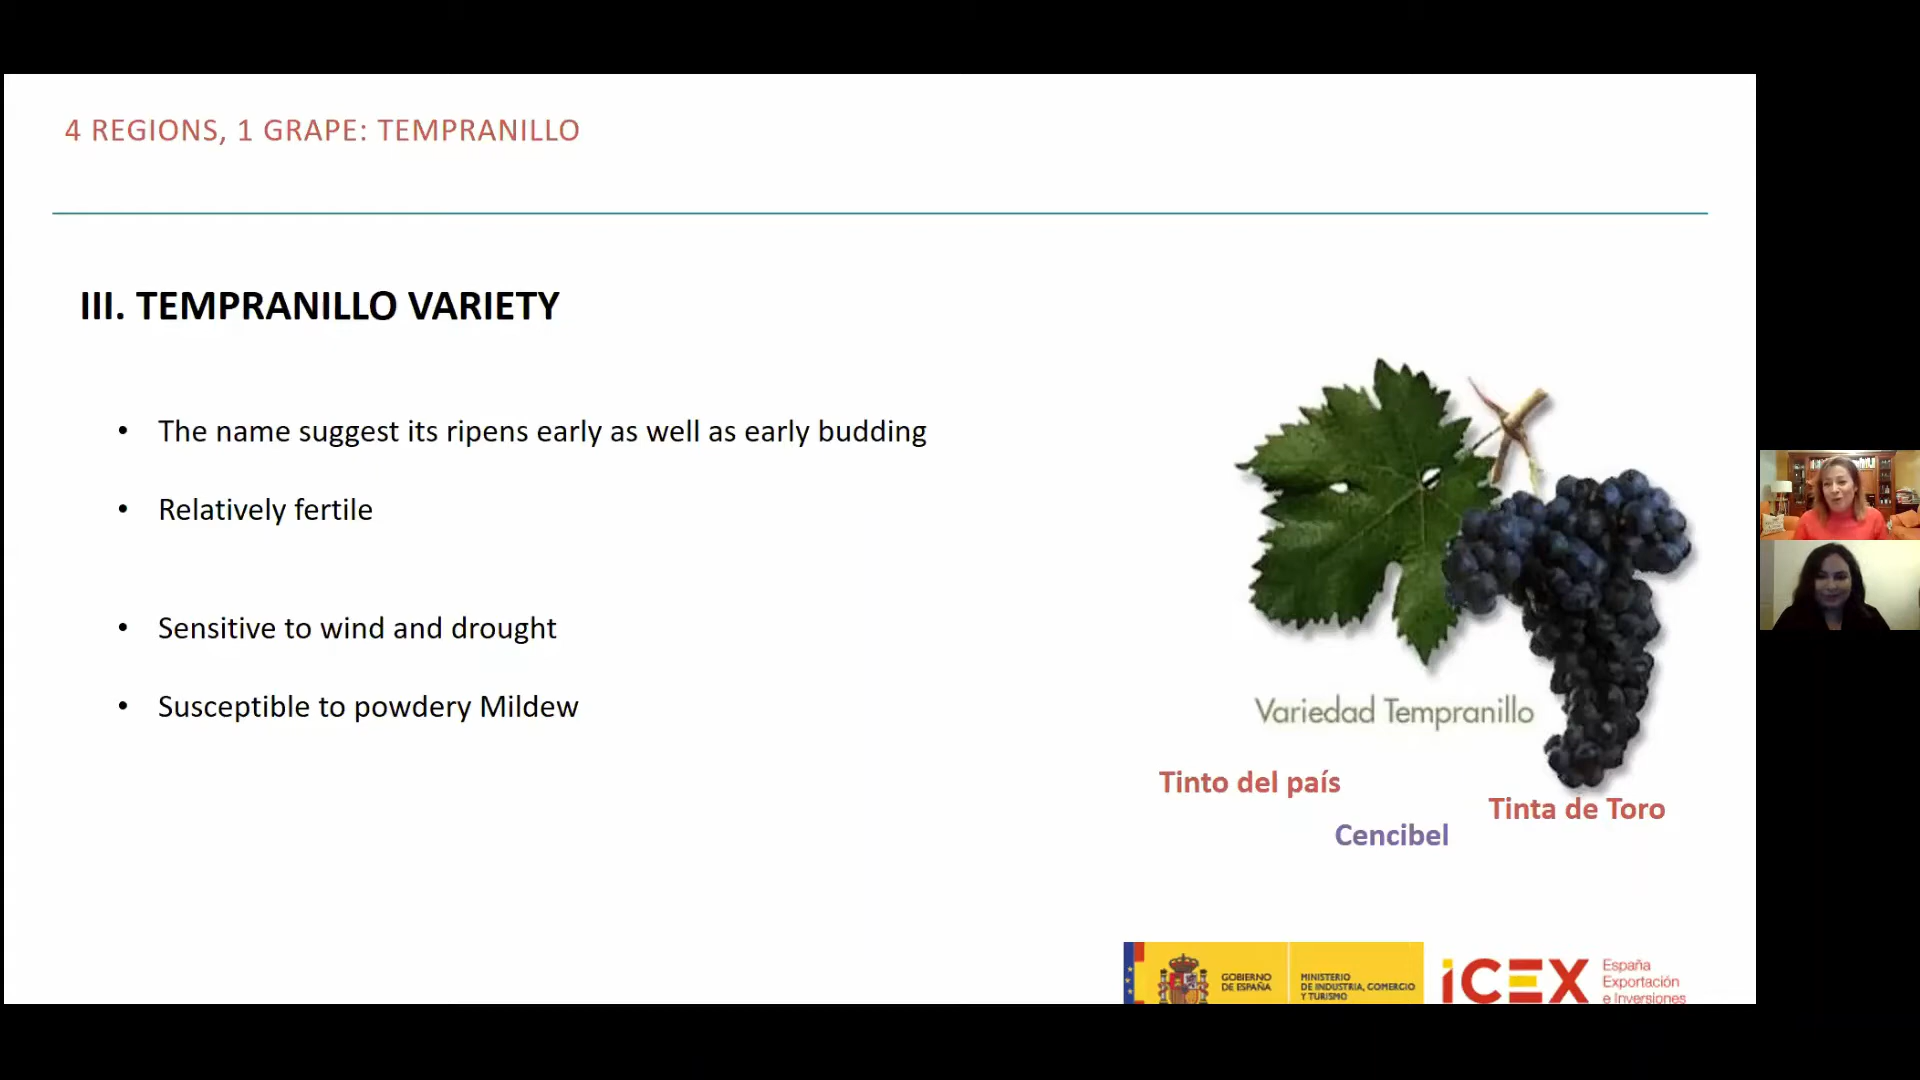 4 REGIONS, 1 GRAPE: TEMPRANILLO
III. TEMPRANILLO VARIETY
• The name suggest its ripens early as well as early budding
• Relatively fertile
• Sensitive to wind and drought
• Susceptible to powdery Mildew
Variedad Tempranillo
Tinto del país
Tinta de Toro
Cencibel
GOBIERNO
DE ESPAÑA
MINISTERIO
DE INDUSTRIA, COMERCIO
Y TURISMO
iCEX
España
Exportación
e Inversiones